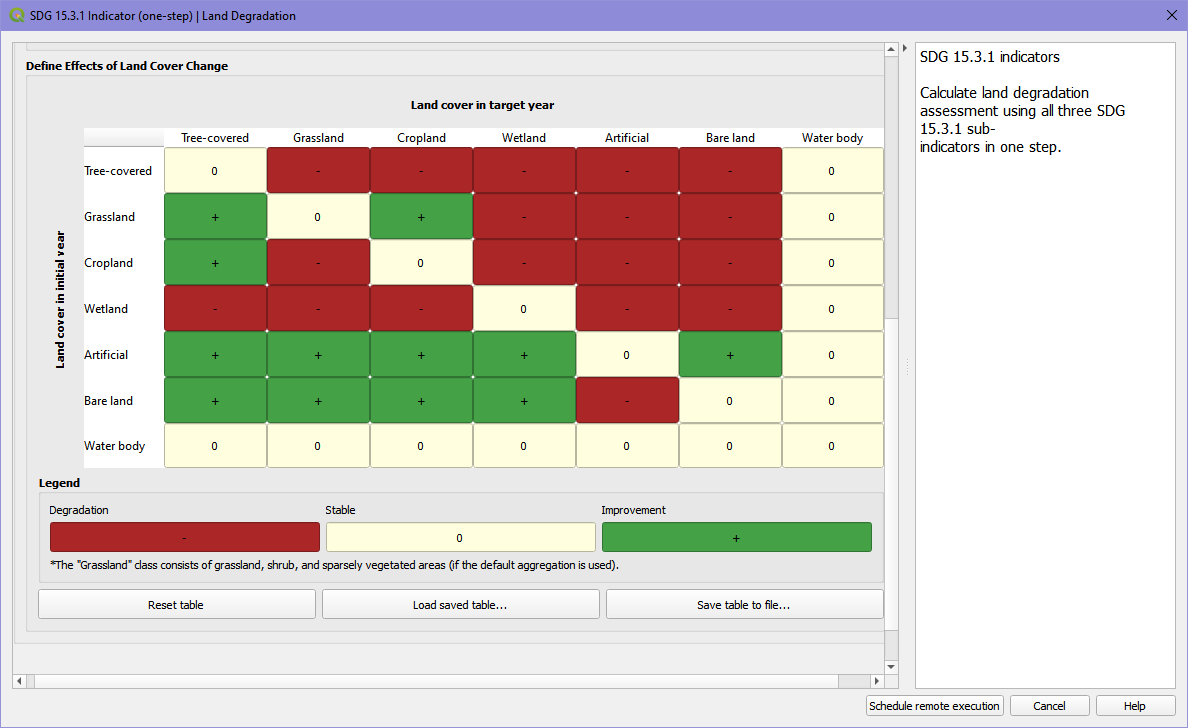 SDG 15.3.1 Indicator (one-step) | Land Degradation
Define Effects of Land Cover Change
Land cover in target year
Tree-covered Grassland Cropland Wetland Artificial Bare land Water body
Land cover in initial year
Tree-covered 0 - - - - - 0
Grassland + 0 + - - - 0
Cropland + - 0 - - - 0
Wetland - - - 0 - - 0
Artificial + + + + 0 + 0
Bare land + + + + - 0 0
Water body 0 0 0 0 0 0 0
Legend
Degradation Stable Improvement
- 0 +
*The "Grassland" class consists of grassland, shrub, and sparsely vegetated areas (if the default aggregation is used).
Reset table Load saved table... Save table to file...
SDG 15.3.1 indicators
Calculate land degradation
assessment using all three SDG
15.3.1 sub-
indicators in one step.
Schedule remote execution Cancel Help